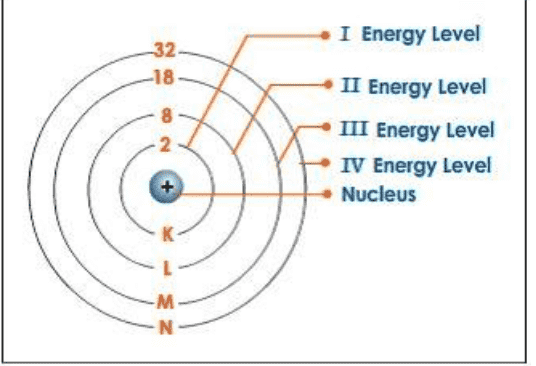 32
18
8
2
+
K
L
M
N
I Energy Level
II Energy Level
III Energy Level
IV Energy Level
Nucleus